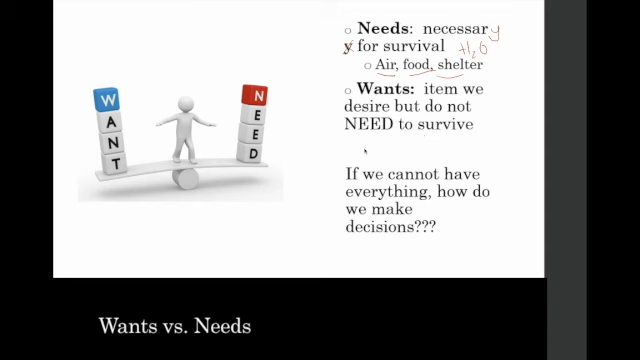 WANT
NEED
Needs: necessar y
y for survival H₂O
Air, food, shelter
Wants: item we
desire but do not
NEED to survive
If we cannot have
everything, how do
we make
decisions???
Wants vs. Needs